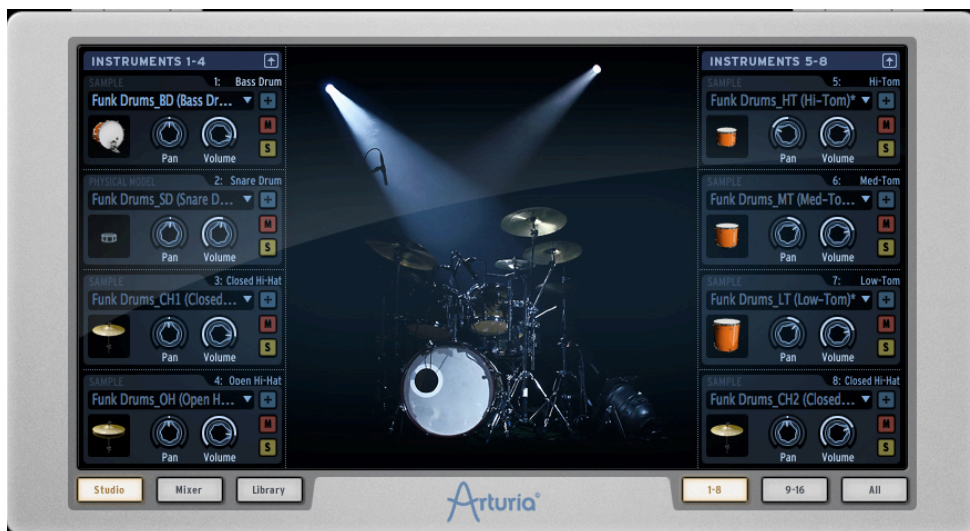 INSTRUMENTS 1-4
SAMPLE 1: Bass Drum
Funk Drums_BD (Bass Dr...
M
Pan Volume S
PHYSICAL MODEL 2: Snare Drum
Funk Drums_SD (Snare D...
M
Pan Volume S
SAMPLE 3: Closed Hi-Hat
Funk Drums_CH1 (Closed...
M
Pan Volume S
SAMPLE 4: Open Hi-Hat
Funk Drums_OH (Open H...
M
Pan Volume S
INSTRUMENTS 5-8
SAMPLE 5: Hi-Tom
Funk Drums_HT (Hi-Tom)*
M
Pan Volume S
SAMPLE 6: Med-Tom
Funk Drums_MT (Med-To...
M
Pan Volume S
SAMPLE 7: Low-Tom
Funk Drums_LT (Low-Tom)*
M
Pan Volume S
SAMPLE 8: Closed Hi-Hat
Funk Drums_CH2 (Closed...
M
Pan Volume S
Studio Mixer Library
Arturia®
1-8 9-16 All